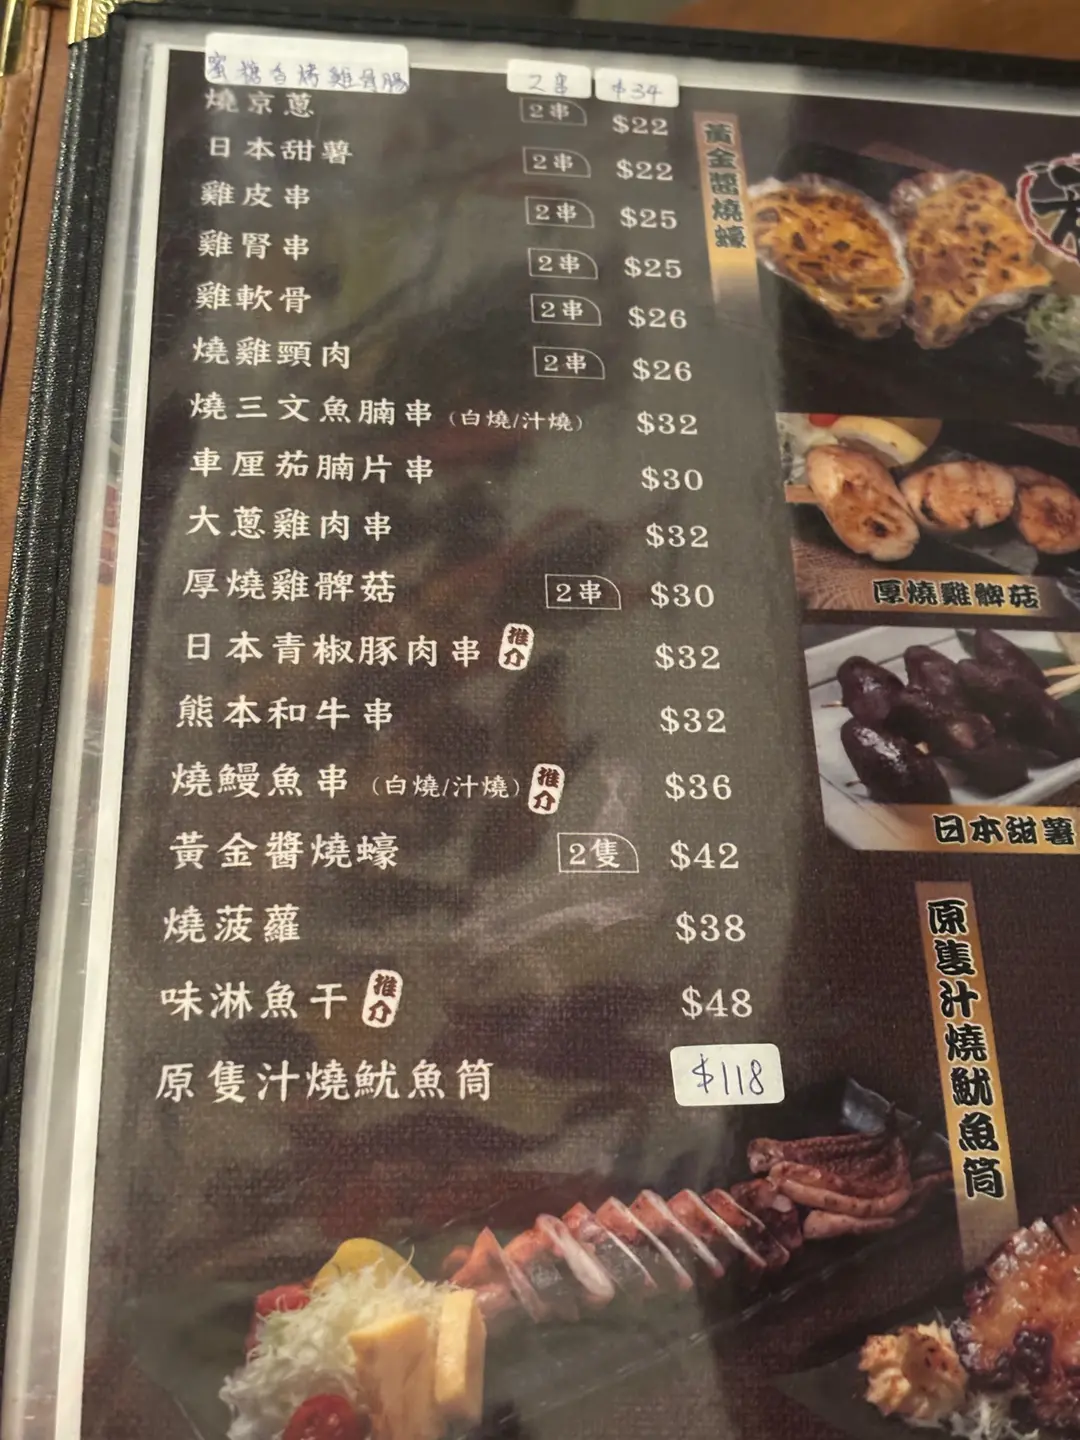 蜜糖白烤雞骨腸 2串 $34
燒京蔥 2串 $22
日本甜薯 2串 $22
雞皮串 2串 $25
雞腎串 2串 $25
雞軟骨 2串 $26
燒雞頸肉 2串 $26
燒三文魚腩串 (白燒/汁燒) $32
車厘茄腩片串 $30
大蔥雞肉串 $32
厚燒雞髀菇 2串 $30
日本青椒豚肉串 推介 $32
熊本和牛串 $32
燒鰻魚串 (白燒/汁燒) 推介 $36
黃金醬燒蠔 2隻 $42
燒菠蘿 $38
味淋魚干 推介 $48
原隻汁燒魷魚筒 $118
黃金醬燒蠔
厚燒雞髀菇
日本甜薯
原隻汁燒魷魚筒